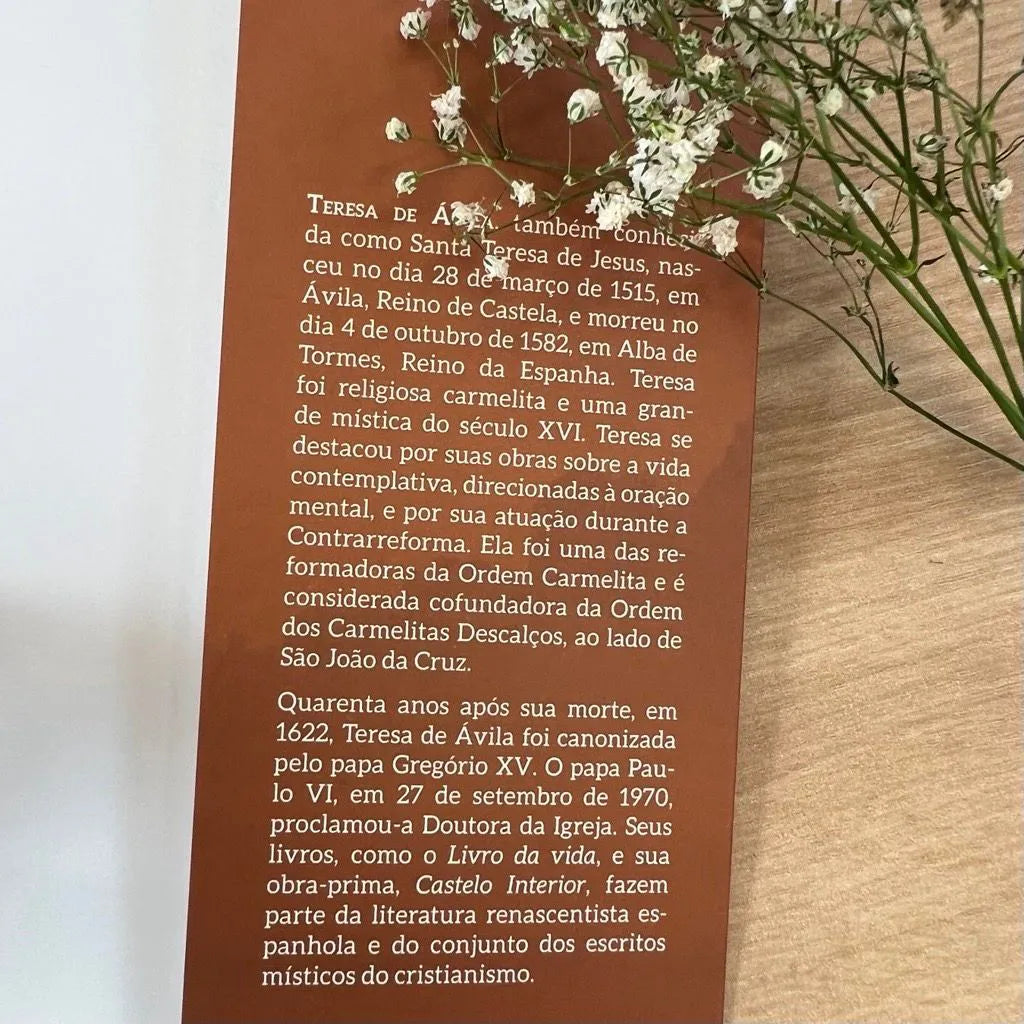 TERESA DE ÁVILA, também conheci-
da como Santa Teresa de Jesus, nas-
ceu no dia 28 de março de 1515, em
Ávila, Reino de Castela, e morreu no
dia 4 de outubro de 1582, em Alba de
Tormes, Reino da Espanha. Teresa
foi religiosa carmelita e uma gran-
de mística do século XVI. Teresa se
destacou por suas obras sobre a vida
contemplativa, direcionadas à oração
mental, e por sua atuação durante a
Contrarreforma. Ela foi uma das re-
formadoras da Ordem Carmelita e é
considerada cofundadora da Ordem
dos Carmelitas Descalços, ao lado de
São João da Cruz.
Quarenta anos após sua morte, em
1622, Teresa de Ávila foi canonizada
pelo papa Gregório XV. O papa Pau-
lo VI, em 27 de setembro de 1970,
proclamou-a Doutora da Igreja. Seus
livros, como o Livro da vida, e sua
obra-prima, Castelo Interior, fazem
parte da literatura renascentista es-
panhola e do conjunto dos escritos
místicos do cristianismo.